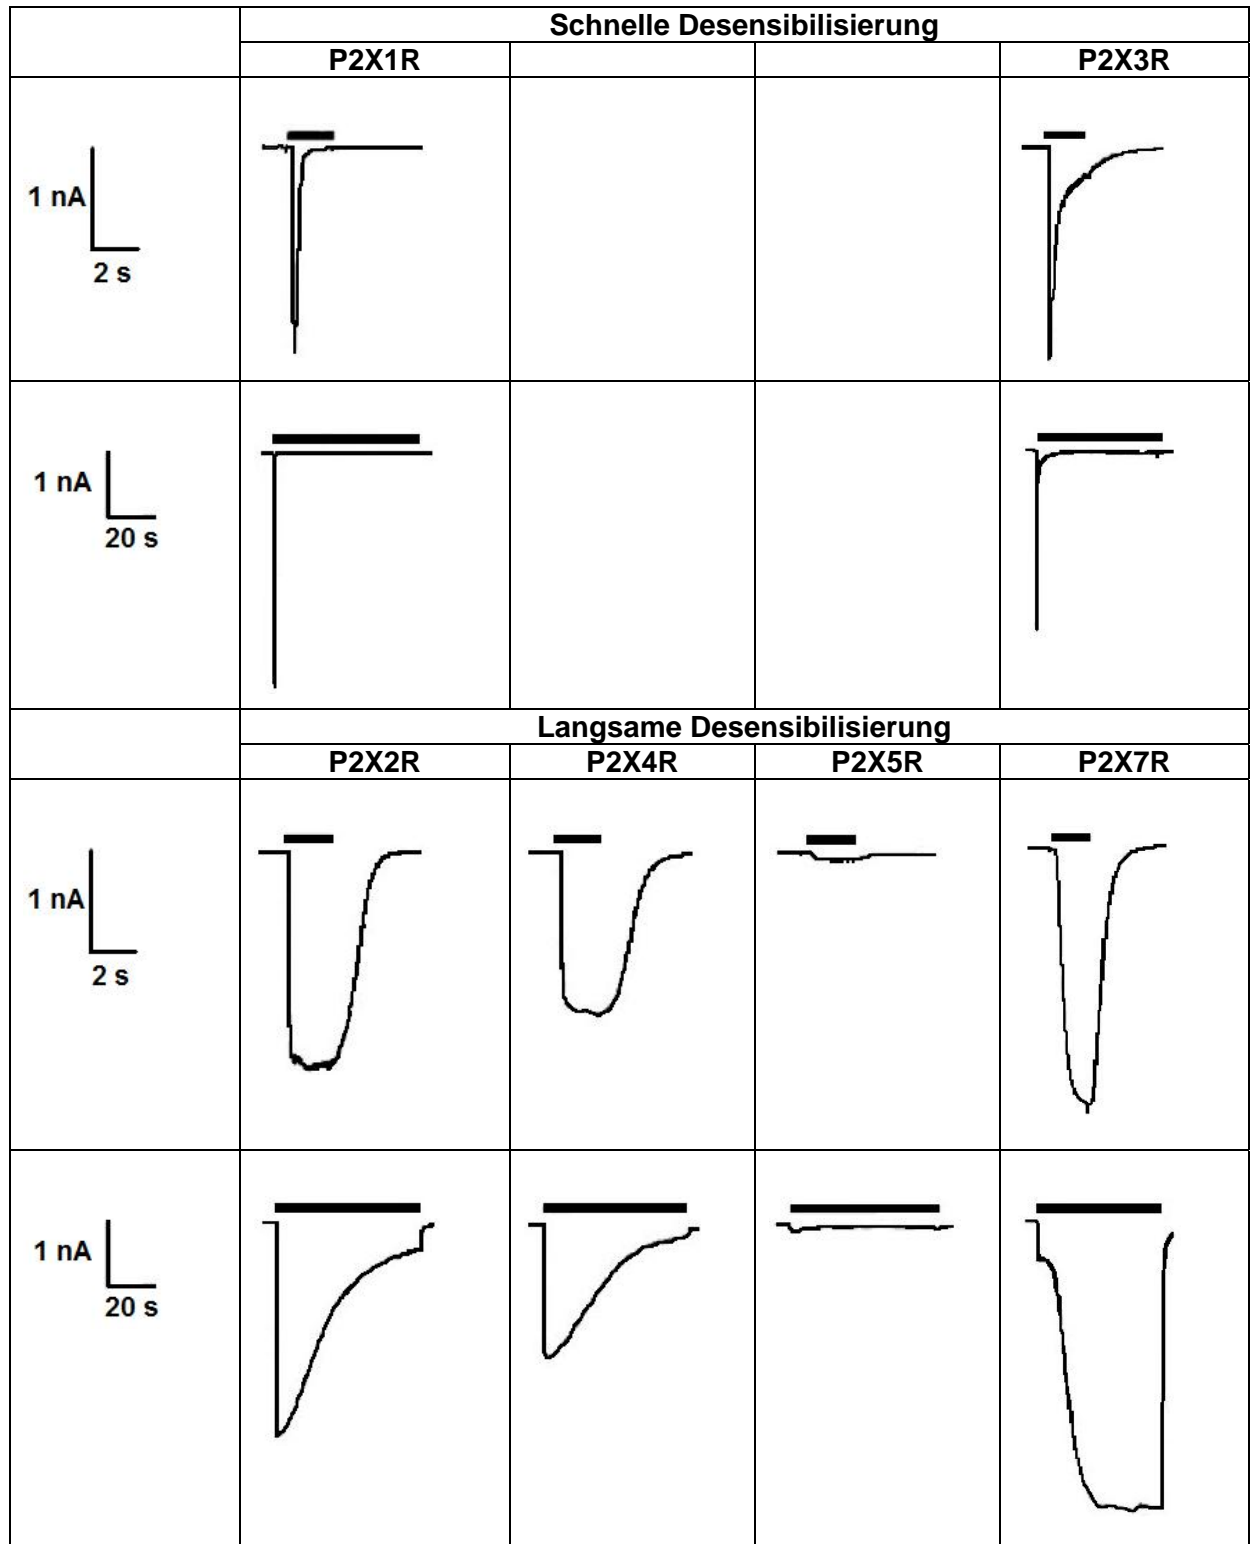 Schnelle Desensibilisierung
P2X1R P2X3R
1 nA
2 s
1 nA
20 s
Langsame Desensibilisierung
P2X2R P2X4R P2X5R P2X7R
1 nA
2 s
1 nA
20 s